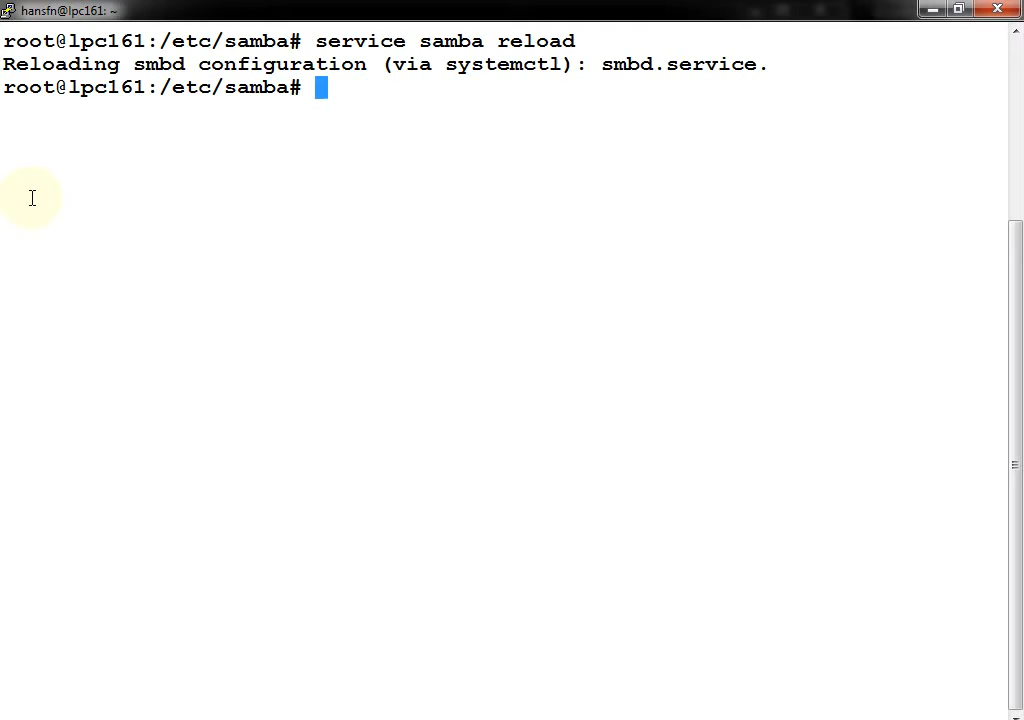 hansfn@lpc161: ~
root@lpc161:/etc/samba# service samba reload
Reloading smbd configuration (via systemctl): smbd.service.
root@lpc161:/etc/samba#